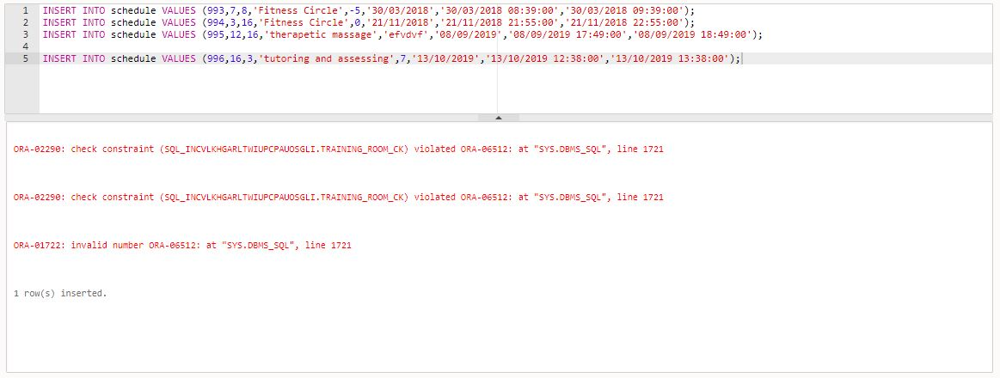 1 INSERT INTO schedule VALUES (993,7,8,'Fitness Circle',-5,'30/03/2018','30/03/2018 08:39:00','30/03/2018 09:39:00');
2 INSERT INTO schedule VALUES (994,3,16,'Fitness Circle',0,'21/11/2018','21/11/2018 21:55:00','21/11/2018 22:55:00');
3 INSERT INTO schedule VALUES (995,12,16,'therapetic massage','efvdvf','08/09/2019','08/09/2019 17:49:00','08/09/2019 18:49:00');
4
5 INSERT INTO schedule VALUES (996,16,3,'tutoring and assessing',7,'13/10/2019','13/10/2019 12:38:00','13/10/2019 13:38:00');
ORA-02290: check constraint (SQL_INCVLKHGARLTWIUPCPAUOSGLI.TRAINING_ROOM_CK) violated ORA-06512: at "SYS.DBMS_SQL", line 1721
ORA-02290: check constraint (SQL_INCVLKHGARLTWIUPCPAUOSGLI.TRAINING_ROOM_CK) violated ORA-06512: at "SYS.DBMS_SQL", line 1721
ORA-01722: invalid number ORA-06512: at "SYS.DBMS_SQL", line 1721
1 row(s) inserted.